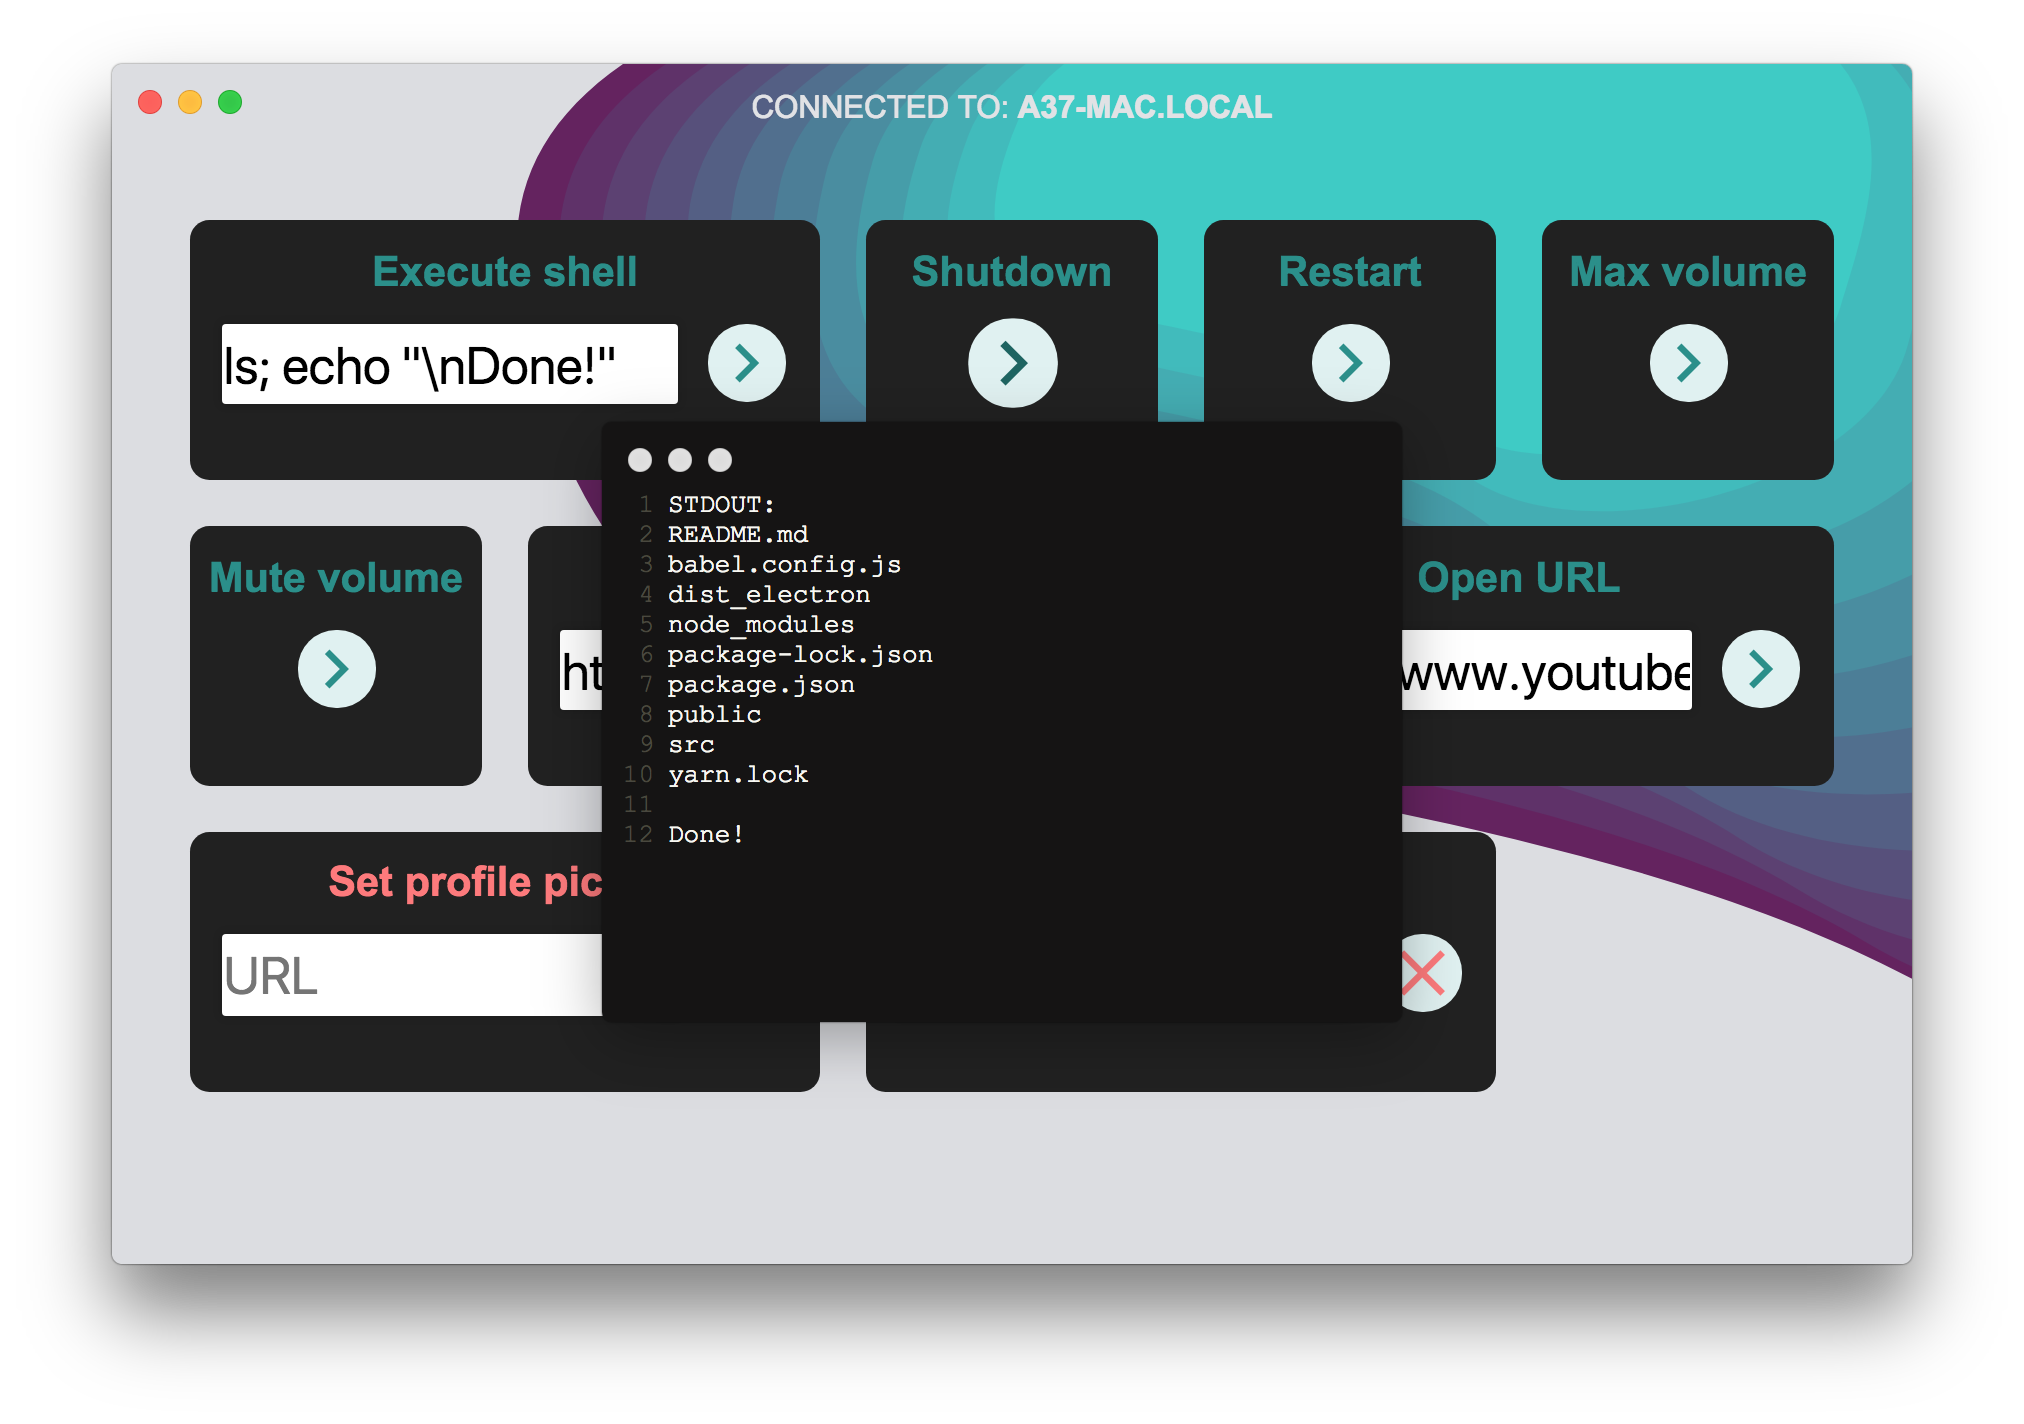 CONNECTED TO: A37-MAC.LOCAL
Execute shell
ls; echo "\nDone!"
Shutdown
Restart
Max volume
Mute volume
Open URL
www.youtube
Set profile pic
URL
1 STDOUT:
2 README.md
3 babel.config.js
4 dist_electron
5 node_modules
6 package-lock.json
7 package.json
8 public
9 src
10 yarn.lock
11
12 Done!